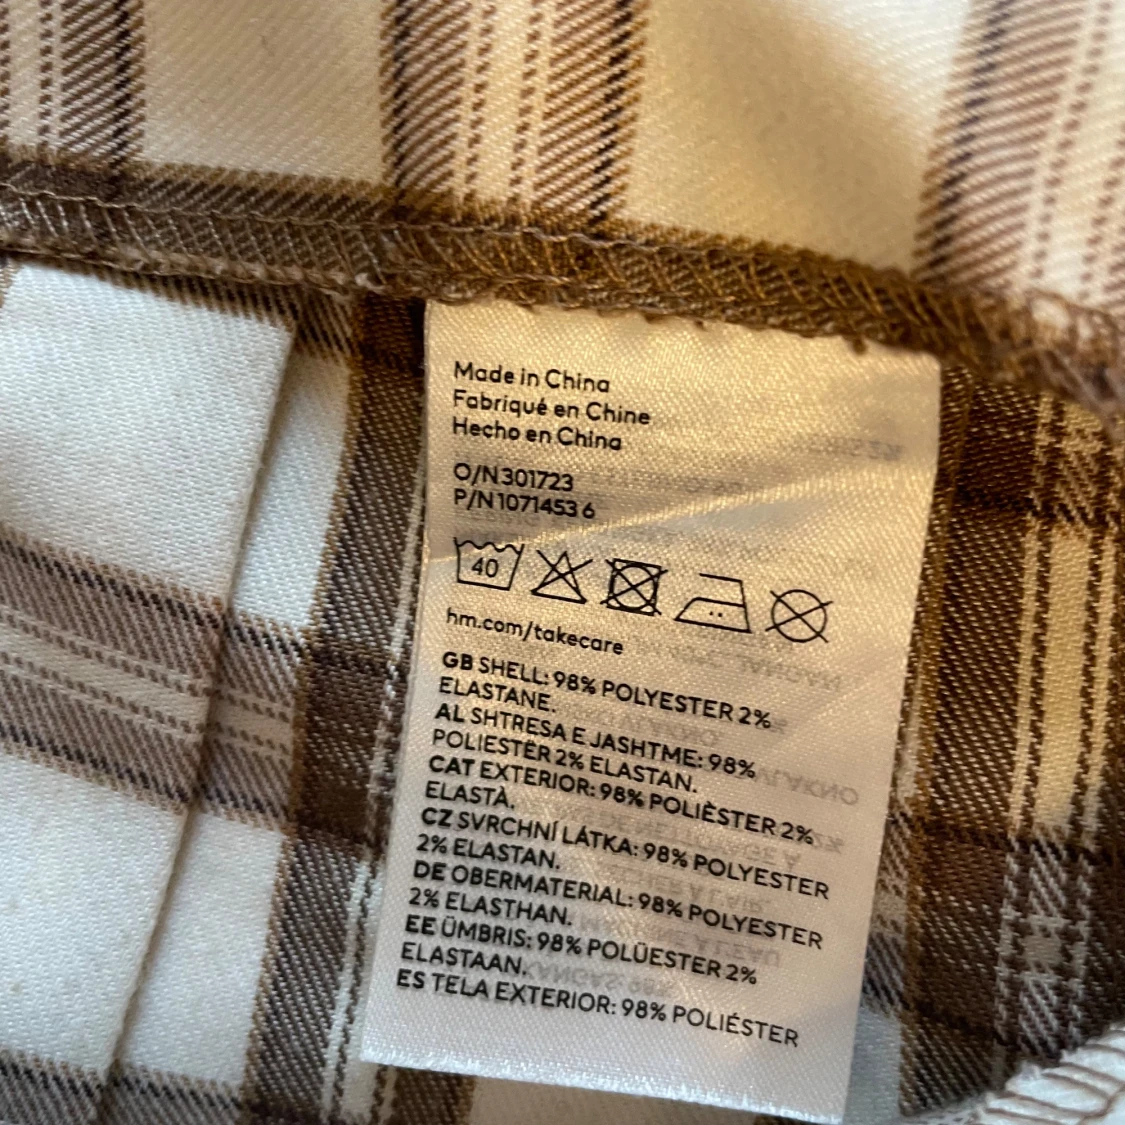 Made in China
Fabriqué en Chine
Hecho en China
O/N 301723
P/N 1071453 6
40
hm.com/takecare
GB SHELL: 98% POLYESTER 2%
ELASTANE.
AL SHTRESA E JASHTME: 98%
POLIESTËR 2% ELASTAN.
CAT EXTERIOR: 98% POLIÈSTER 2%
ELASTÀ.
CZ SVRCHNÍ LÁTKA: 98% POLYESTER
2% ELASTAN.
DE OBERMATERIAL: 98% POLYESTER
2% ELASTHAN.
EE ÜMBRIS: 98% POLÜESTER 2%
ELASTAAN.
ES TELA EXTERIOR: 98% POLIÉSTER